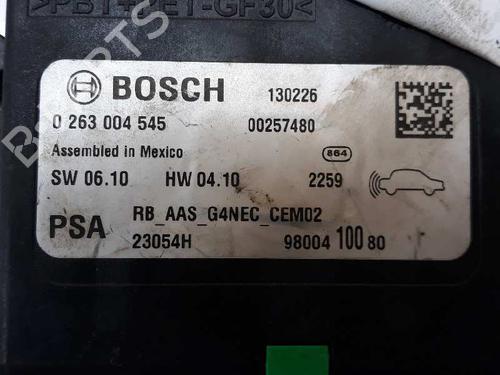 >PBT+PET-GF30<
BOSCH 130226
0 263 004 545 00257480
Assembled in Mexico 864
SW 06.10 HW 04.10 2259
PSA RB_AAS_G4NEC_CEM02
23054H 98004 100 80